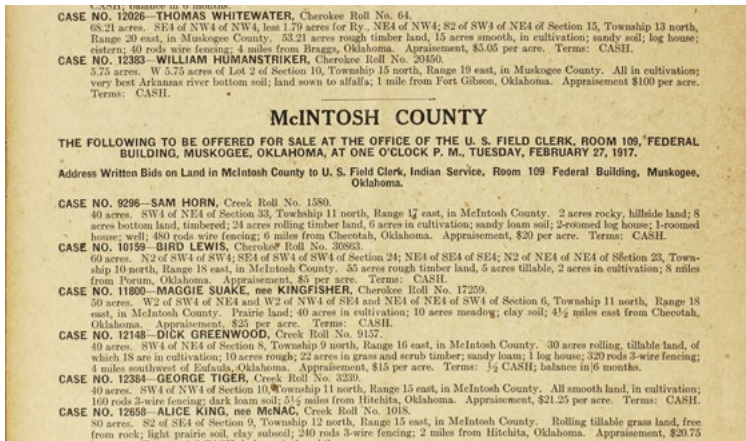 CASH; balance in 6 months.
CASE NO. 12026—THOMAS WHITEWATER, Cherokee Roll No. 64.
68.21 acres. SE4 of NW4 of NW4, less 1.79 acres for Ry., NE4 of NW4; S2 of SW4 of NE4 of Section 15, Township 13 north,
Range 20 east, in Muskogee County. 53.21 acres rough timber land, 15 acres smooth, in cultivation; sandy soil; log house;
cistern; 40 rods wire fencing; 4 miles from Braggs, Oklahoma. Appraisement, $5.05 per acre. Terms: CASH.
CASE NO. 12383—WILLIAM HUMANSTRIKER, Cherokee Roll No. 20450.
5.75 acres. W 5.75 acres of Lot 2 of Section 10, Township 15 north, Range 19 east, in Muskogee County. All in cultivation;
very best Arkansas river bottom soil; land sown to alfalfa; 1 mile from Fort Gibson, Oklahoma. Appraisement $100 per acre.
Terms: CASH.
McINTOSH COUNTY
THE FOLLOWING TO BE OFFERED FOR SALE AT THE OFFICE OF THE U. S. FIELD CLERK, ROOM 109, FEDERAL
BUILDING, MUSKOGEE, OKLAHOMA, AT ONE O'CLOCK P. M., TUESDAY, FEBRUARY 27, 1917.
Address Written Bids on Land in McIntosh County to U. S. Field Clerk, Indian Service, Room 109 Federal Building, Muskogee,
Oklahoma.
CASE NO. 9296—SAM HORN, Creek Roll No. 1580.
40 acres. SW4 of NE4 of Section 33, Township 11 north, Range 17 east, in McIntosh County. 2 acres rocky, hillside land; 8
acres bottom land, timbered; 24 acres rolling timber land, 6 acres in cultivation; sandy loam soil; 2-roomed log house; 1-roomed
house; well; 480 rods wire fencing; 6 miles from Checotah, Oklahoma. Appraisement, $20 per acre. Terms: CASH.
CASE NO. 10159—BIRD LEWIS, Cherokee Roll No. 30863.
60 acres. N2 of SW4 of SW4; SE4 of SW4 of SW4 of Section 24; NE4 of SE4 of SE4; N2 of NE4 of NE4 of Section 23, Town-
ship 10 north, Range 18 east, in McIntosh County. 55 acres rough timber land, 5 acres tillable, 2 acres in cultivation; 8 miles
from Porum, Oklahoma. Appraisement, $5 per acre. Terms: CASH.
CASE NO. 11800—MAGGIE SUAKE, nee KINGFISHER, Cherokee Roll No. 17259.
50 acres. W2 of SW4 of NE4 and W2 of NW4 of SE4 and NE4 of NE4 of SW4 of Section 6, Township 11 north, Range 18
east, in McIntosh County. Prairie land; 40 acres in cultivation; 10 acres meadow; clay soil; 4½ miles east from Checotah,
Oklahoma. Appraisement, $25 per acre. Terms: CASH.
CASE NO. 12148—DICK GREENWOOD, Creek Roll No. 9157.
40 acres. SW4 of NE4 of Section 8, Township 9 north, Range 16 east, in McIntosh County. 30 acres rolling, tillable land, of
which 18 are in cultivation; 10 acres rough; 22 acres in grass and scrub timber; sandy loam; 1 log house; 320 rods 3-wire fencing;
4 miles southwest of Eufaula, Oklahoma. Appraisement, $15 per acre. Terms: ½ CASH; balance in 6 months.
CASE NO. 12384—GEORGE TIGER, Creek Roll No. 3239.
40 acres. SW4 of NW4 of Section 10, Township 11 north, Range 15 east, in McIntosh County. All smooth land, in cultivation;
160 rods 3-wire fencing; dark loam soil; 5½ miles from Hitchita, Oklahoma. Appraisement, $21.25 per acre. Terms: CASH.
CASE NO. 12658—ALICE KING, nee McNAC, Creek Roll No. 1018.
80 acres. S2 of SE4 of Section 9, Township 12 north, Range 15 east, in McIntosh County. Rolling tillable grass land, free
from rock; light prairie soil, clay subsoil; 240 rods 3-wire fencing; 2 miles from Hitchita, Oklahoma. Appraisement, $20.75